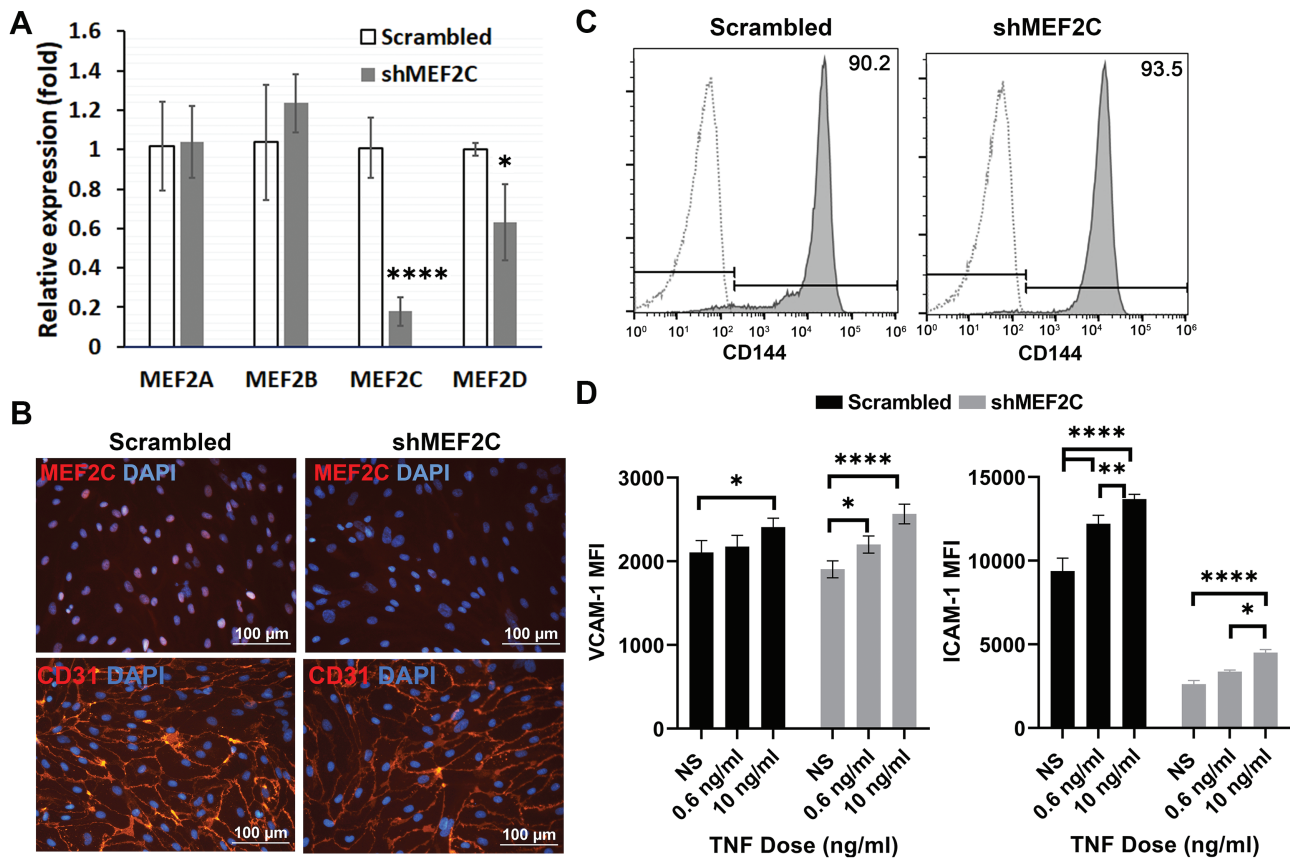 A
Relative expression (fold)
1.6
1.4
1.2
1
0.8
0.6
0.4
0.2
0
Scrambled
shMEF2C
****
*
MEF2A MEF2B MEF2C MEF2D
B
Scrambled shMEF2C
MEF2C DAPI MEF2C DAPI
100 µm 100 µm
CD31 DAPI CD31 DAPI
100 µm 100 µm
C
Scrambled shMEF2C
90.2 93.5
10⁰ 10¹ 10² 10³ 10⁴ 10⁵ 10⁶ 10⁰ 10¹ 10² 10³ 10⁴ 10⁵ 10⁶
CD144 CD144
D
Scrambled shMEF2C
VCAM-1 MFI
3000
2000
1000
0
*
*
****
NS 0.6 ng/ml 10 ng/ml NS 0.6 ng/ml 10 ng/ml
TNF Dose (ng/ml)
ICAM-1 MFI
15000
10000
5000
0
****
**
****
*
NS 0.6 ng/ml 10 ng/ml NS 0.6 ng/ml 10 ng/ml
TNF Dose (ng/ml)